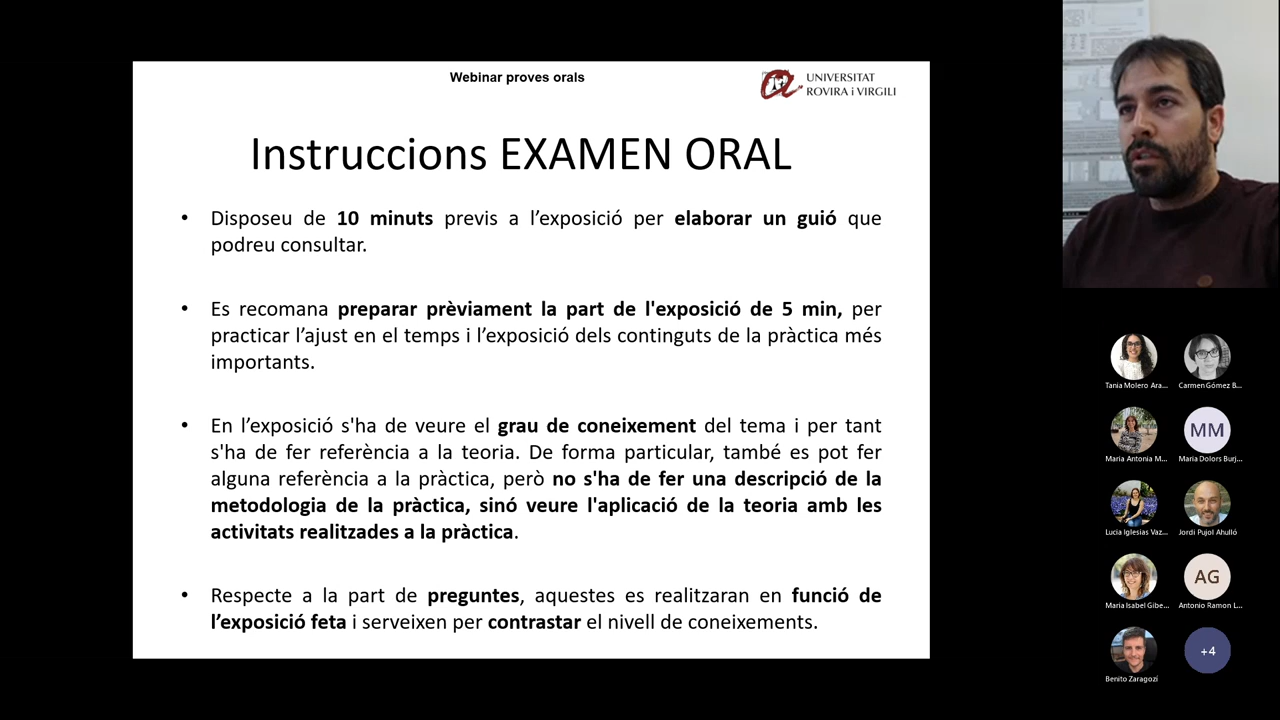 Webinar proves orals
UNIVERSITAT
ROVIRA i VIRGILI
Instruccions EXAMEN ORAL
• Disposeu de 10 minuts previs a l’exposició per elaborar un guió que
podreu consultar.
• Es recomana preparar prèviament la part de l'exposició de 5 min, per
practicar l’ajust en el temps i l’exposició dels continguts de la pràctica més
importants.
• En l’exposició s'ha de veure el grau de coneixement del tema i per tant
s'ha de fer referència a la teoria. De forma particular, també es pot fer
alguna referència a la pràctica, però no s'ha de fer una descripció de la
metodologia de la pràctica, sinó veure l'aplicació de la teoria amb les
activitats realitzades a la pràctica.
• Respecte a la part de preguntes, aquestes es realitzaran en funció de
l’exposició feta i serveixen per contrastar el nivell de coneixements.
Tania Molero Ara...
Carmen Gómez B...
Maria Antonia M...
MM
Maria Dolors Burj...
Lucia Iglesias Vaz...
Jordi Pujol Ahulló
Maria Isabel Gibe...
AG
Antonio Ramon L...
Benito Zaragozí
+4